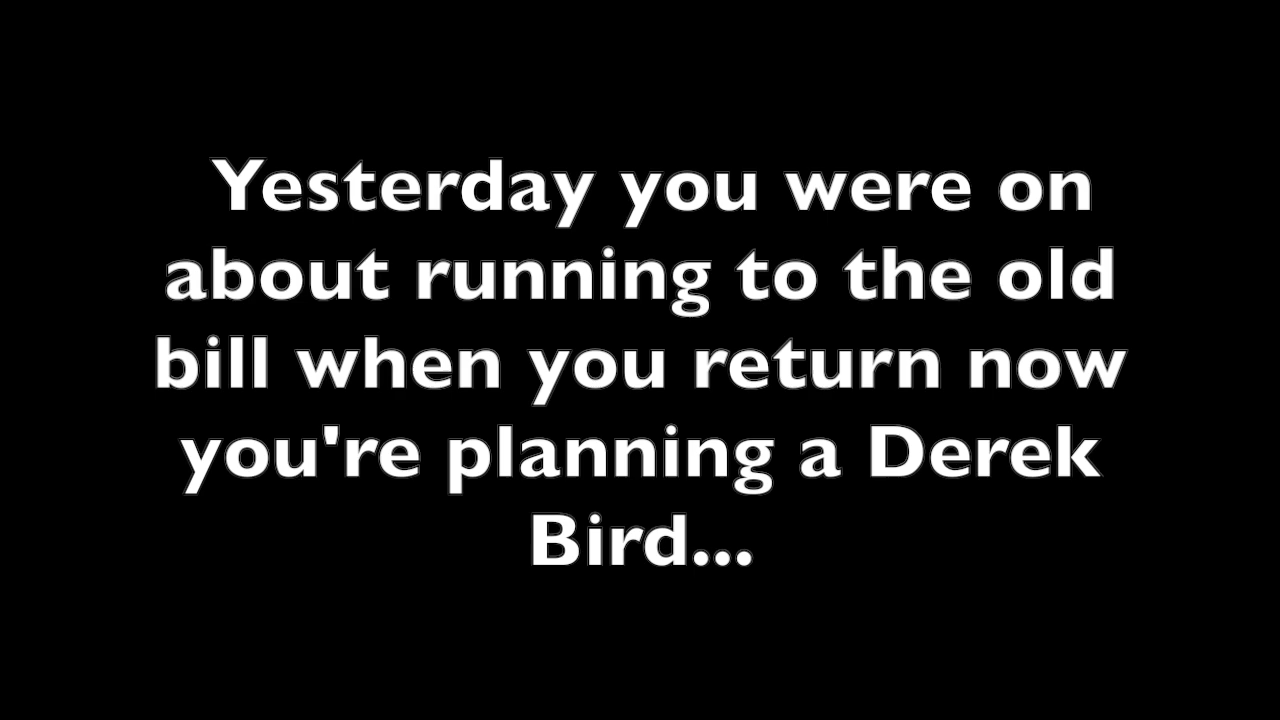 Yesterday you were on
about running to the old
bill when you return now
you're planning a Derek
Bird...